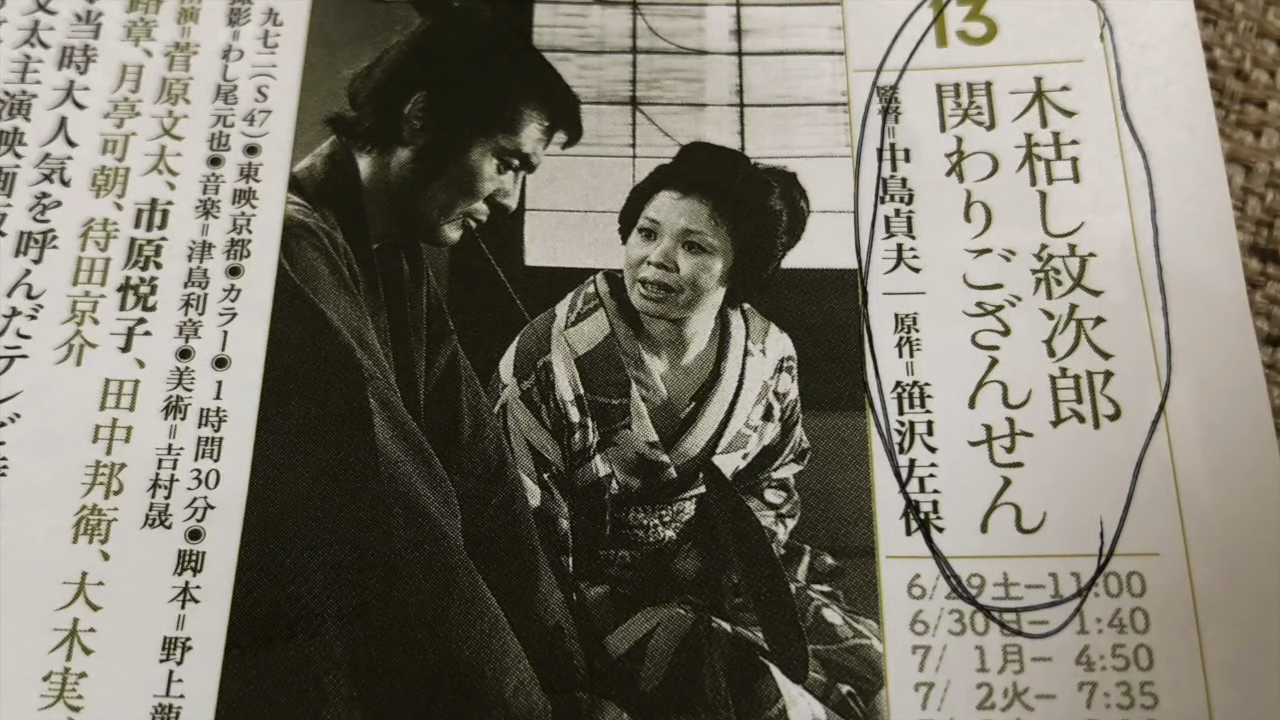 13
木枯し紋次郎
関わりござんせん
監督=中島貞夫|原作=笹沢左保
6/29土-11:00
6/30日- 1:40
7/ 1月- 4:50
7/ 2火- 7:35
九七二(S47)●東映京都●カラー●1時間30分●脚本=野上龍
撮影=わし尾元也●音楽=津島利章●美術=吉村晟
出演=菅原文太、市原悦子、田中邦衛、大木実、
路章、月亭可朝、待田京介
当時大人気を呼んだテレビ時
文太主演映画版